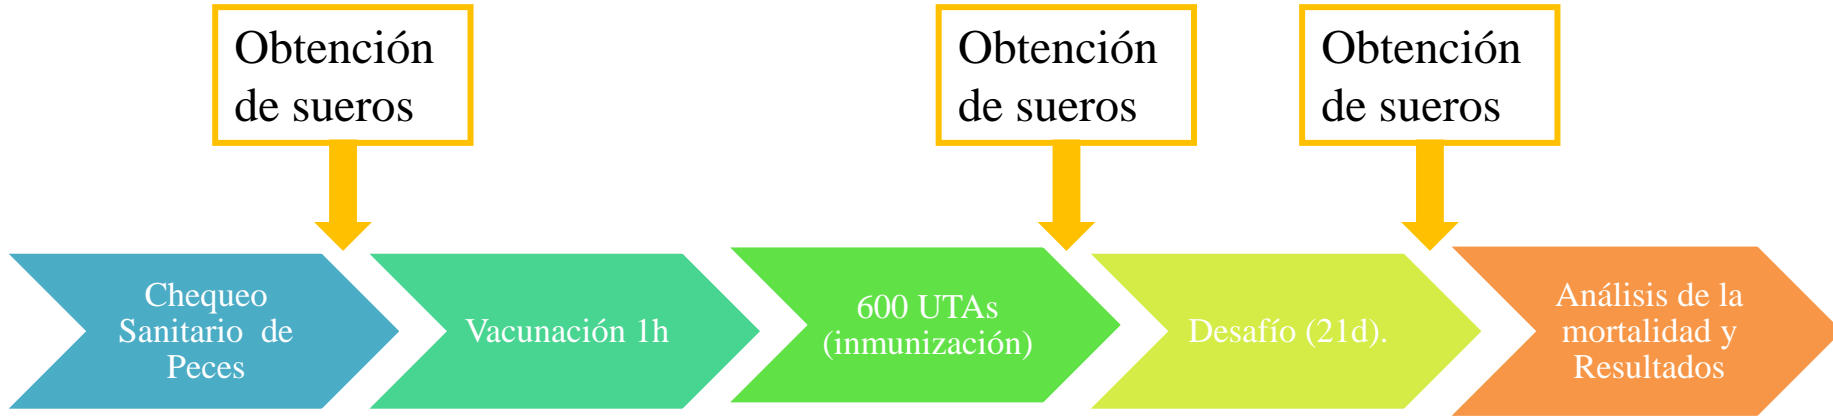 Obtención
de sueros
Obtención
de sueros
Obtención
de sueros
Chequeo
Sanitario de
Peces
Vacunación 1h
600 UTAs
(inmunización)
Desafío (21d).
Análisis de la
mortalidad y
Resultados